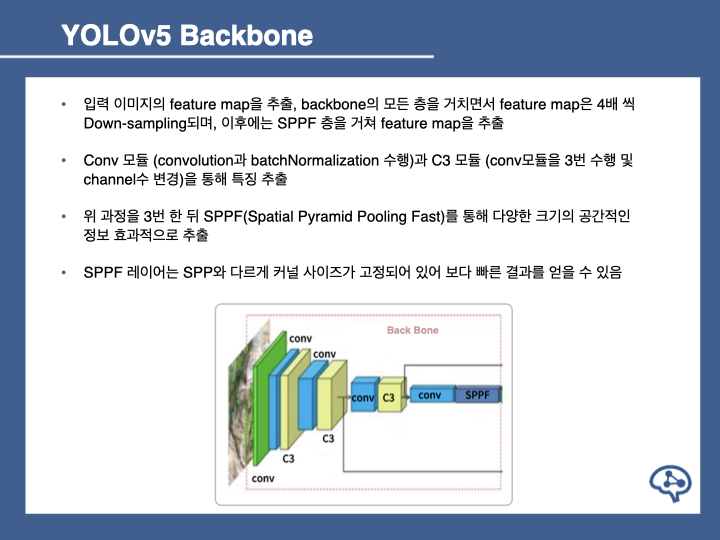 YOLOv5 Backbone
• 입력 이미지의 feature map을 추출, backbone의 모든 층을 거치면서 feature map은 4배 씩
Down-sampling되며, 이후에는 SPPF 층을 거쳐 feature map을 추출
• Conv 모듈 (convolution과 batchNormalization 수행)과 C3 모듈 (conv모듈을 3번 수행 및
channel수 변경)을 통해 특징 추출
• 위 과정을 3번 한 뒤 SPPF(Spatial Pyramid Pooling Fast)를 통해 다양한 크기의 공간적인
정보 효과적으로 추출
• SPPF 레이어는 SPP와 다르게 커널 사이즈가 고정되어 있어 보다 빠른 결과를 얻을 수 있음
Back Bone
conv
conv
conv
C3
conv
SPPF
C3
C3
conv